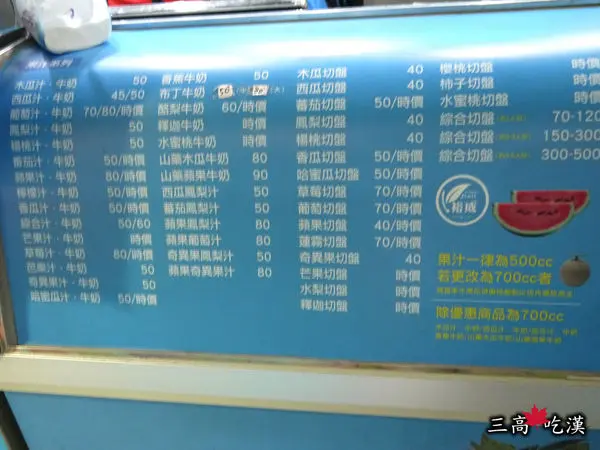 果汁系列
木瓜汁・牛奶 50
西瓜汁・牛奶 45/50
葡萄汁・牛奶 70/80/時價
鳳梨汁・牛奶 50
楊桃汁・牛奶 50
番茄汁・牛奶 50/時價
蘋果汁・牛奶 80/時價
檸檬汁・牛奶 50/時價
香瓜汁・牛奶 50/時價
綜合汁・牛奶 50/60
芒果汁・牛奶 時價
草莓汁・牛奶 80/時價
芭樂汁・牛奶 50
奇異果汁・牛奶 50
哈蜜瓜汁・牛奶 50/時價
香蕉牛奶 50
布丁牛奶 50
酪梨牛奶 60/時價
釋迦牛奶 時價
水蜜桃牛奶 時價
山藥木瓜牛奶 80
山藥蘋果牛奶 90
西瓜鳳梨汁 50
蕃茄鳳梨汁 50
蘋果鳳梨汁 80
蘋果葡萄汁 80
奇異果鳳梨汁 50
蘋果奇異果汁 80
木瓜切盤 40
西瓜切盤 40
蕃茄切盤 50/時價
鳳梨切盤 40
楊桃切盤 40
香瓜切盤 50/時價
哈蜜瓜切盤 50/時價
草莓切盤 70/時價
葡萄切盤 70/時價
蘋果切盤 40/時價
蓮霧切盤 70/時價
奇異果切盤 40
芒果切盤 時價
水梨切盤 時價
釋迦切盤 時價
櫻桃切盤 時價
柿子切盤 時價
水蜜桃切盤 時價
綜合切盤 70-120
綜合切盤 150-300
綜合切盤 300-500
裕成
果汁一律為500cc
若更改為700cc者
除優惠商品為700cc
三高 吃漢